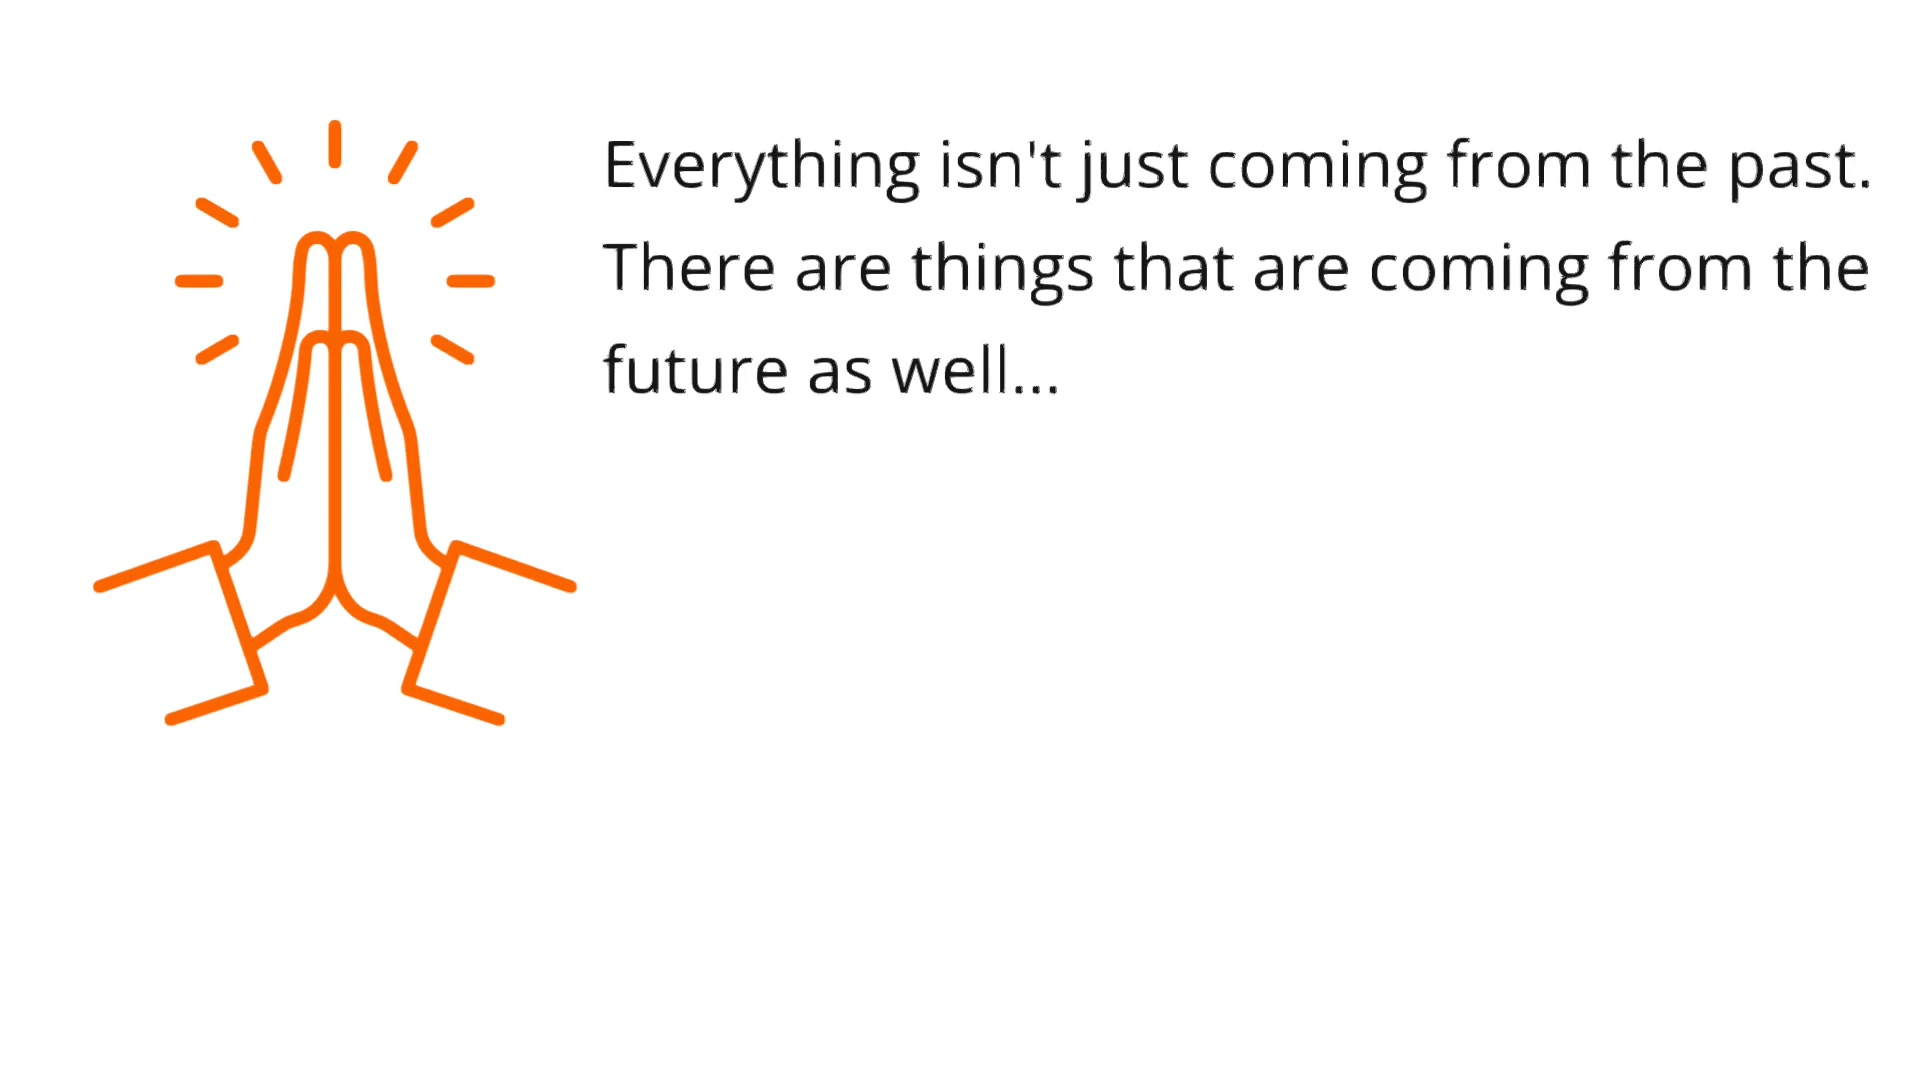 Everything isn't just coming from the past.
There are things that are coming from the
future as well...